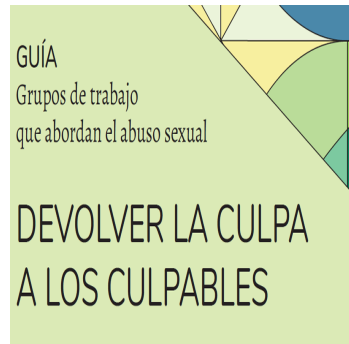 GUÍA
Grupos de trabajo
que abordan el abuso sexual
DEVOLVER LA CULPA
A LOS CULPABLES